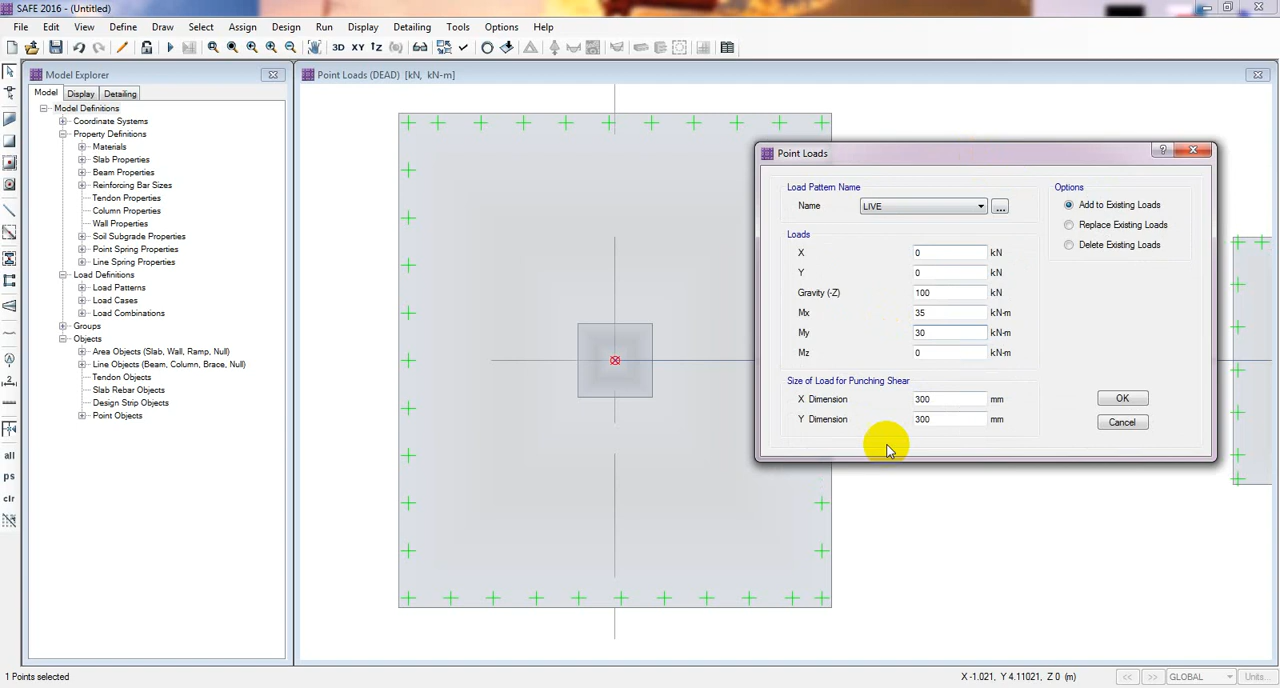 SAFE 2016 - (Untitled)
File Edit View Define Draw Select Assign Design Run Display Detailing Tools Options Help
3D XY XZ
Model Explorer
Model Display Detailing
Model Definitions
Coordinate Systems
Property Definitions
Materials
Slab Properties
Beam Properties
Reinforcing Bar Sizes
Tendon Properties
Column Properties
Wall Properties
Soil Subgrade Properties
Point Spring Properties
Line Spring Properties
Load Definitions
Load Patterns
Load Cases
Load Combinations
Groups
Objects
Area Objects (Slab, Wall, Ramp, Null)
Line Objects (Beam, Column, Brace, Null)
Tendon Objects
Slab Rebar Objects
Design Strip Objects
Point Objects
all
ps
clr
Point Loads (DEAD) [kN, kN-m]
Point Loads
Load Pattern Name
Name LIVE ...
Loads
X 0 kN
Y 0 kN
Gravity (-Z) 100 kN
Mx 35 kN-m
My 30 kN-m
Mz 0 kN-m
Size of Load for Punching Shear
X Dimension 300 mm
Y Dimension 300 mm
Options
Add to Existing Loads
Replace Existing Loads
Delete Existing Loads
OK
Cancel
1 Points selected
X -1.021, Y 4.11021, Z 0 (m)
<< >> GLOBAL Units...